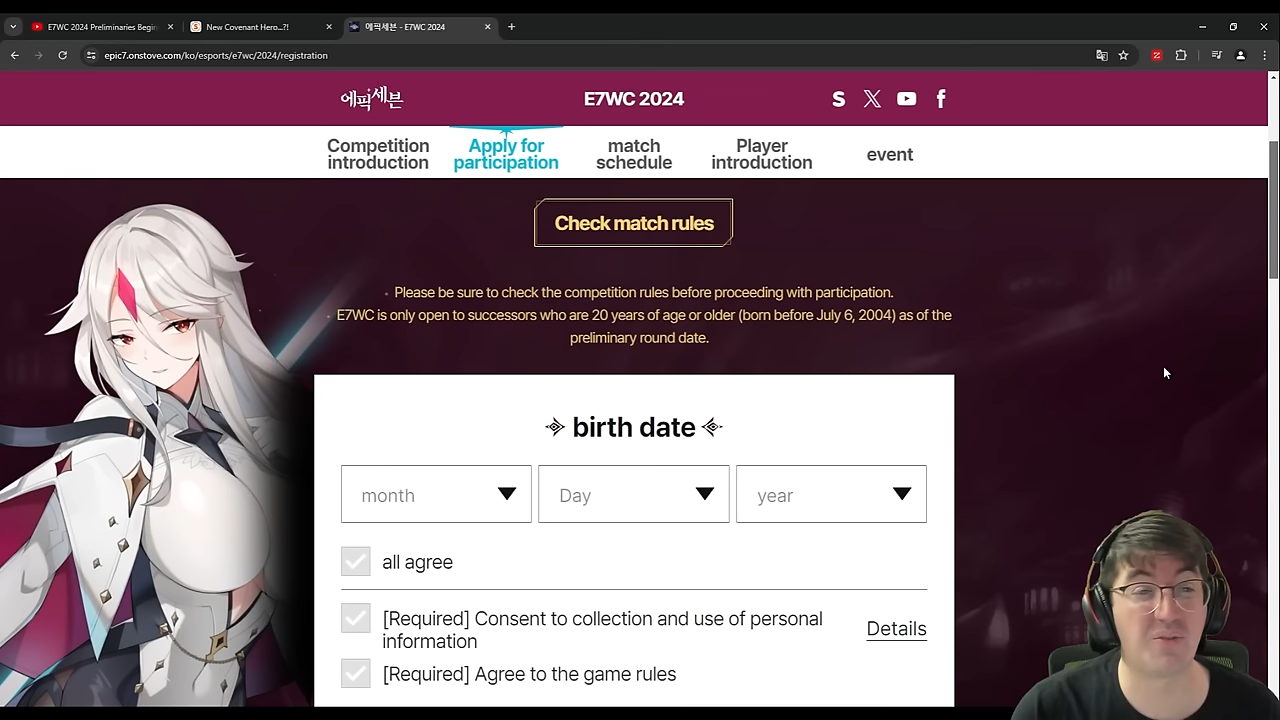 E7WC 2024 Preliminaries Begin
New Covenant Hero...?!
에픽세븐 - E7WC 2024
epic7.onstove.com/ko/esports/e7wc/2024/registration
에픽세븐
E7WC 2024
Competition introduction
Apply for participation
match schedule
Player introduction
event
Check match rules
Please be sure to check the competition rules before proceeding with participation.
E7WC is only open to successors who are 20 years of age or older (born before July 6, 2004) as of the
preliminary round date.
birth date
month
Day
year
all agree
[Required] Consent to collection and use of personal
information
Details
[Required] Agree to the game rules